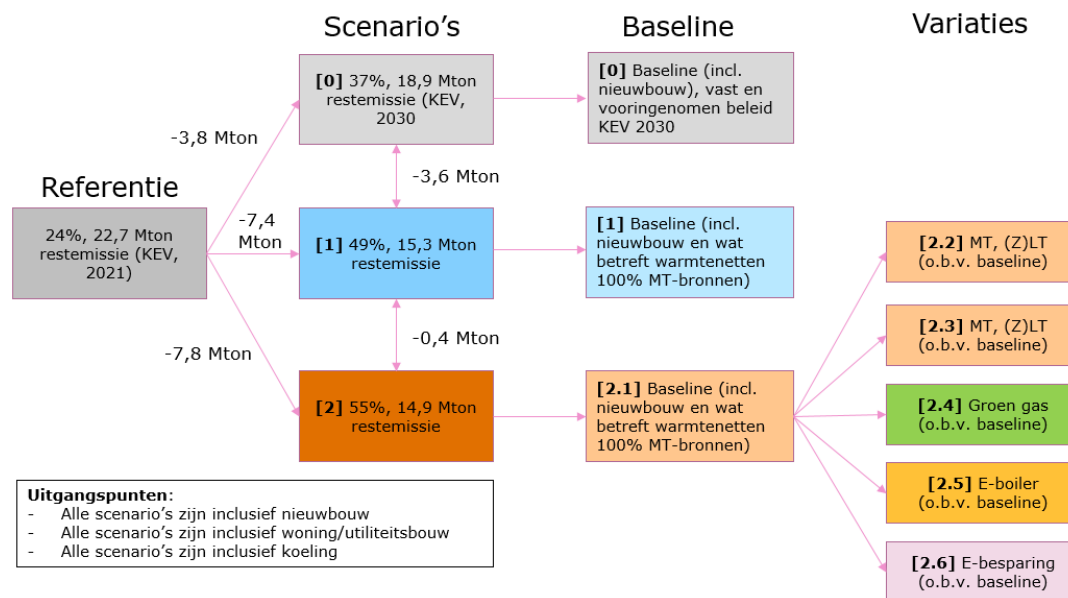 Scenario's
Baseline
Variaties
[0] 37%, 18,9 Mton
restemissie (KEV,
2030
[0] Baseline (incl.
nieuwbouw), vast en
vooringenomen beleid
KEV 2030
-3,8 Mton
-3,6 Mton
Referentie
24%, 22,7 Mton
restemissie (KEV,
2021)
-7,4
Mton
[1] 49%, 15,3 Mton
restemissie
[1] Baseline (incl.
nieuwbouw en wat
betreft warmtenetten
100% MT-bronnen)
[2.2] MT, (Z)LT
(o.b.v. baseline)
-0,4 Mton
[2.3] MT, (Z)LT
(o.b.v. baseline)
-7,8 Mton
[2] 55%, 14,9 Mton
restemissie
[2.1] Baseline (incl.
nieuwbouw en wat
betreft warmtenetten
100% MT-bronnen)
[2.4] Groen gas
(o.b.v. baseline)
[2.5] E-boiler
(o.b.v. baseline)
[2.6] E-besparing
(o.b.v. baseline)
Uitgangspunten:
- Alle scenario's zijn inclusief nieuwbouw
- Alle scenario's zijn inclusief woning/utiliteitsbouw
- Alle scenario's zijn inclusief koeling